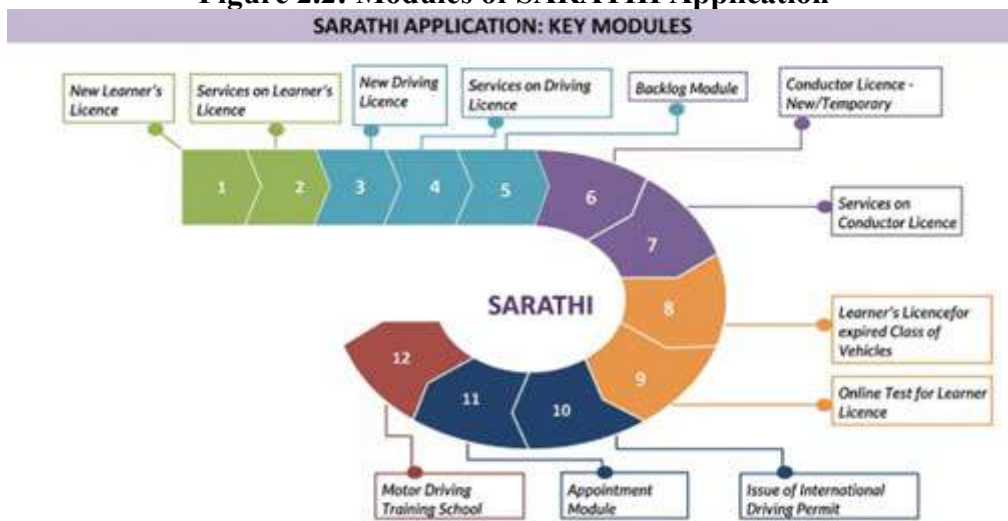 Figure 2.2: Modules of SARATHI Application
SARATHI APPLICATION: KEY MODULES
New Learner's
Licence
Services on Learner's
Licence
New Driving
Licence
Services on Driving
Licence
Backlog Module
Conductor Licence -
New/Temporary
1
2
3
4
5
6
7
Services on
Conductor Licence
SARATHI
8
Learner's Licencefor
expired Class of
Vehicles
9
Online Test for Learner
Licence
12
11
10
Motor Driving
Training School
Appointment
Module
Issue of International
Driving Permit